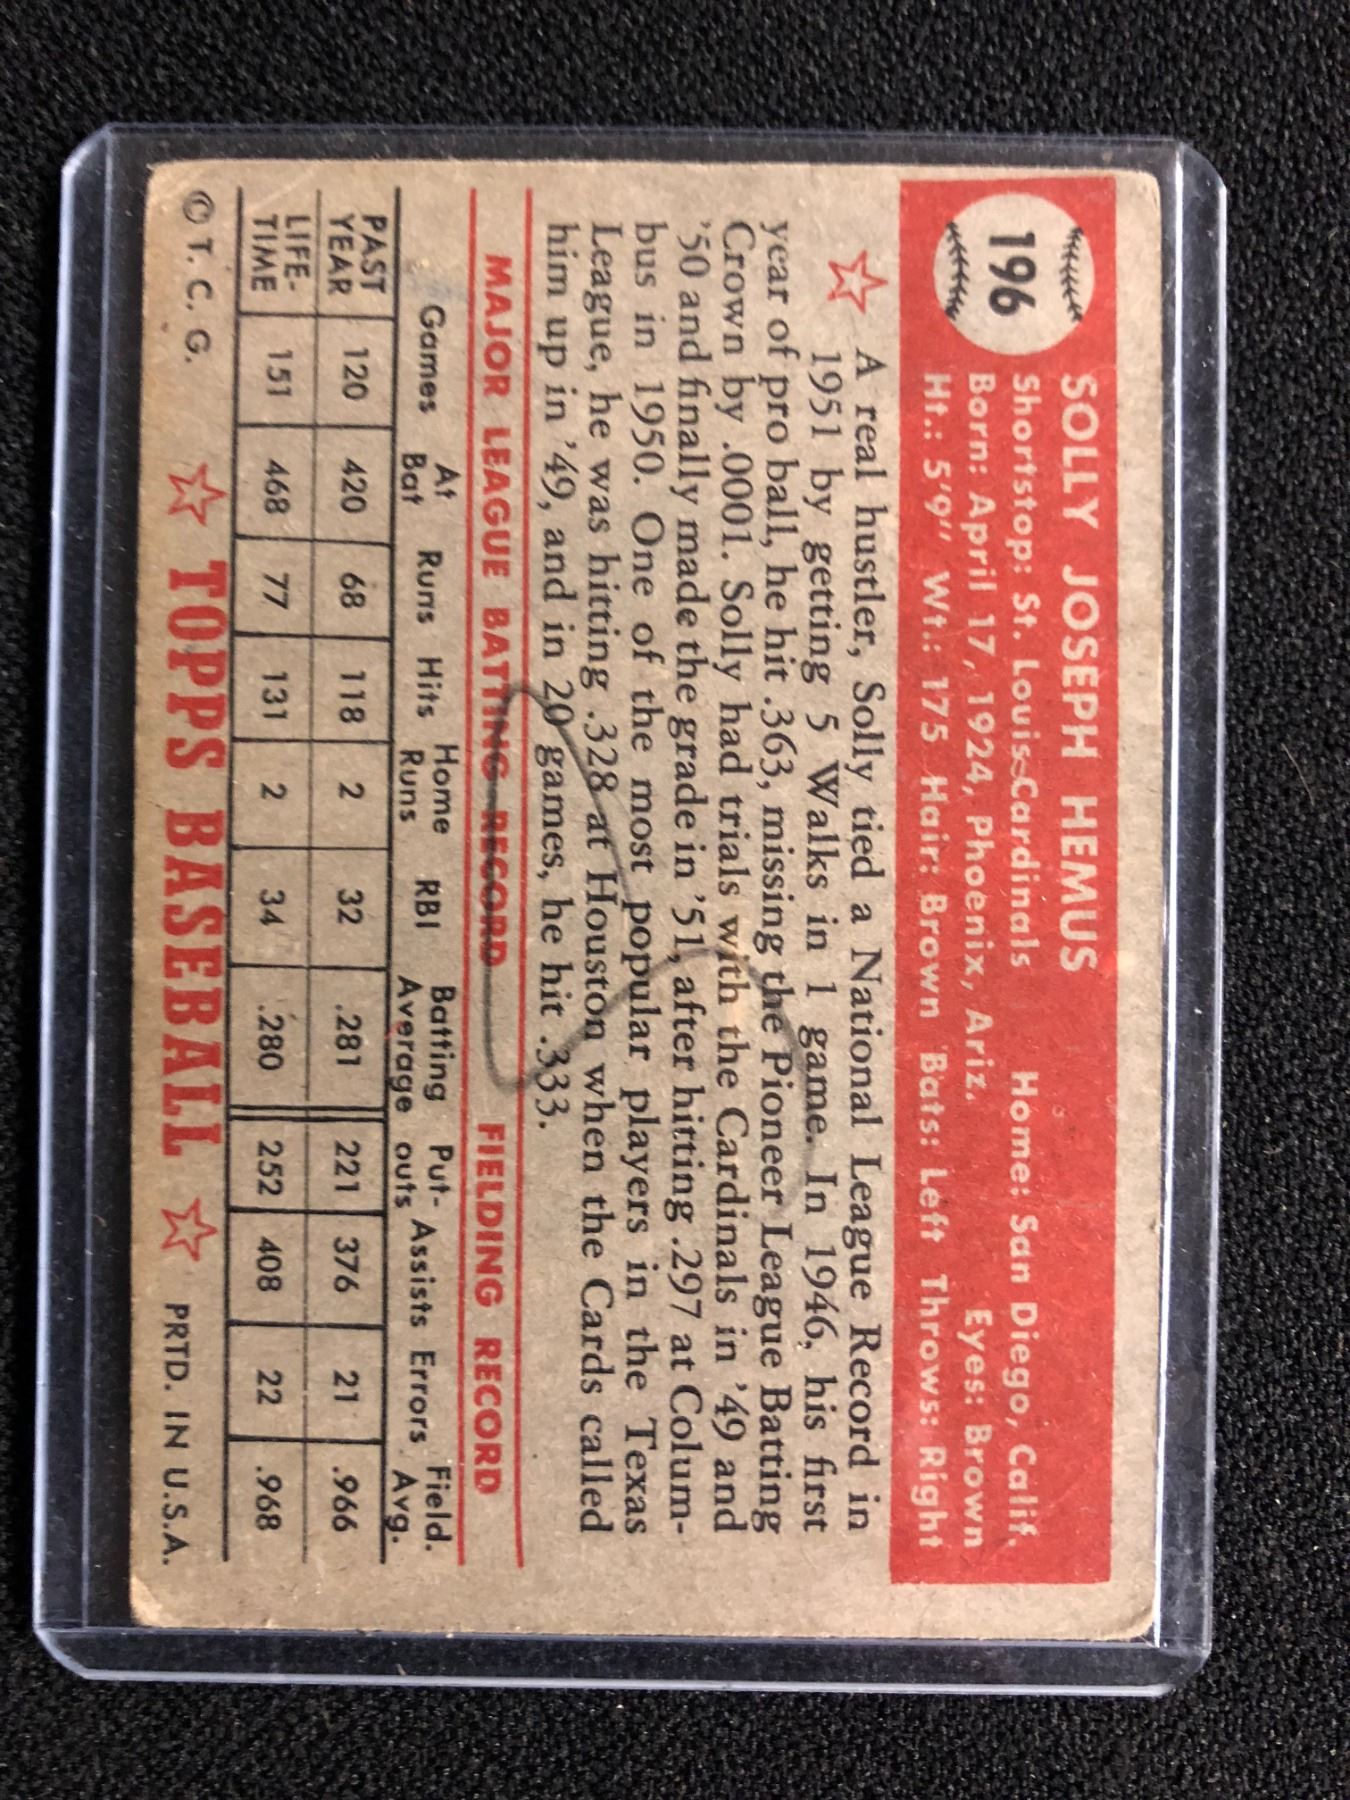 196
SOLLY JOSEPH HEMUS
Shortstop: St. Louis Cardinals Home: San Diego, Calif.
Born: April 17, 1924, Phoenix, Ariz. Eyes: Brown
Ht.: 5'9" Wt.: 175 Hair: Brown Bats: Left Throws: Right
A real hustler, Solly tied a National League Record in
1951 by getting 5 Walks in 1 game. In 1946, his first
year of pro ball, he hit .363, missing the Pioneer League Batting
Crown by .0001. Solly had trials with the Cardinals in '49 and
'50 and finally made the grade in '51, after hitting .297 at Colum-
bus in 1950. One of the most popular players in the Texas
League, he was hitting .328 at Houston when the Cards called
him up in '49, and in 20 games, he hit .333.
MAJOR LEAGUE BATTING RECORD FIELDING RECORD
Games At Bat Runs Hits Home Runs RBI Batting Average Put-outs Assists Errors Field. Avg.
PAST YEAR 120 420 68 118 2 32 .281 221 376 21 .966
LIFE-TIME 151 468 77 131 2 34 .280 252 408 22 .968
© T. C. G. TOPPS BASEBALL PRTD. IN U.S.A.